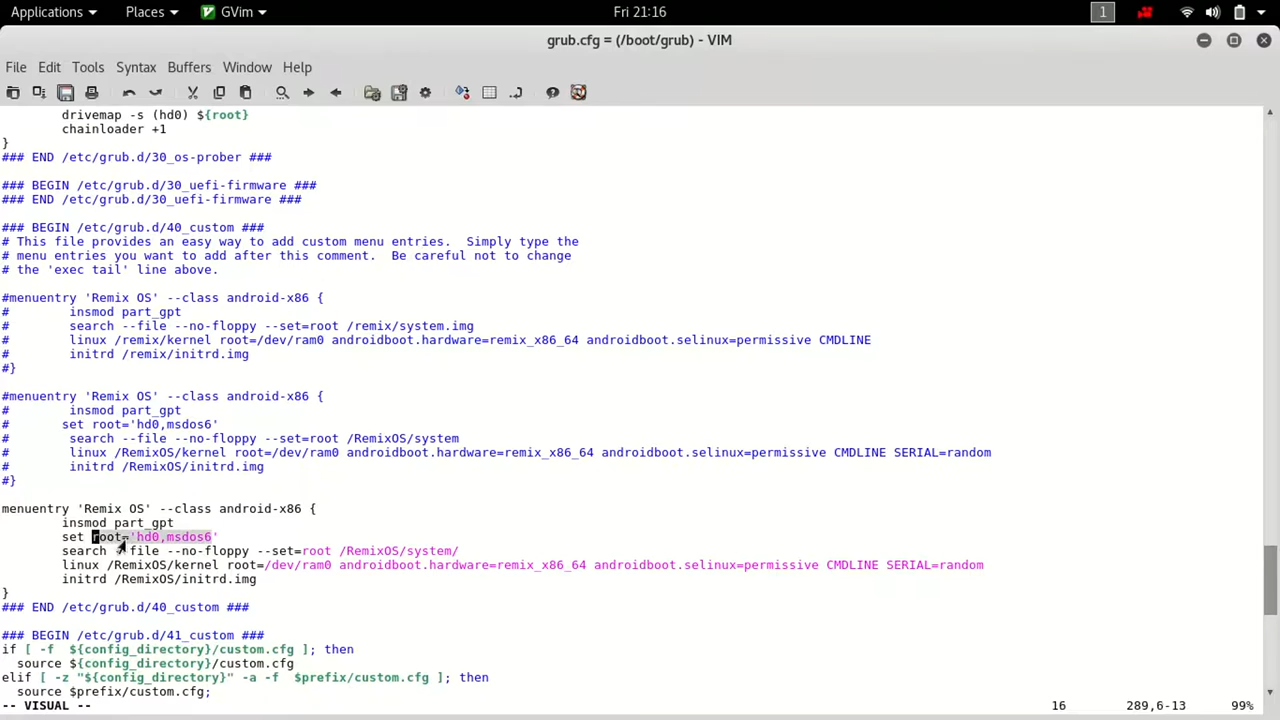 Applications Places GVim Fri 21:16 1
grub.cfg = (/boot/grub) - VIM
File Edit Tools Syntax Buffers Window Help
drivemap -s (hd0) ${root}
chainloader +1
}
### END /etc/grub.d/30_os-prober ###
### BEGIN /etc/grub.d/30_uefi-firmware ###
### END /etc/grub.d/30_uefi-firmware ###
### BEGIN /etc/grub.d/40_custom ###
# This file provides an easy way to add custom menu entries.  Simply type the
# menu entries you want to add after this comment.  Be careful not to change
# the 'exec tail' line above.
#menuentry 'Remix OS' --class android-x86 {
#        insmod part_gpt
#        search --file --no-floppy --set=root /remix/system.img
#        linux /remix/kernel root=/dev/ram0 androidboot.hardware=remix_x86_64 androidboot.selinux=permissive CMDLINE
#        initrd /remix/initrd.img
#}
#menuentry 'Remix OS' --class android-x86 {
#        insmod part_gpt
#       set root='hd0,msdos6'
#        search --file --no-floppy --set=root /RemixOS/system
#        linux /RemixOS/kernel root=/dev/ram0 androidboot.hardware=remix_x86_64 androidboot.selinux=permissive CMDLINE SERIAL=random
#        initrd /RemixOS/initrd.img
#}
menuentry 'Remix OS' --class android-x86 {
        insmod part_gpt
        set root='hd0,msdos6'
        search --file --no-floppy --set=root /RemixOS/system/
        linux /RemixOS/kernel root=/dev/ram0 androidboot.hardware=remix_x86_64 androidboot.selinux=permissive CMDLINE SERIAL=random
        initrd /RemixOS/initrd.img
}
### END /etc/grub.d/40_custom ###
### BEGIN /etc/grub.d/41_custom ###
if [ -f  ${config_directory}/custom.cfg ]; then
  source ${config_directory}/custom.cfg
elif [ -z "${config_directory}" -a -f  $prefix/custom.cfg ]; then
  source $prefix/custom.cfg;
-- VISUAL -- 16 289,6-13 99%